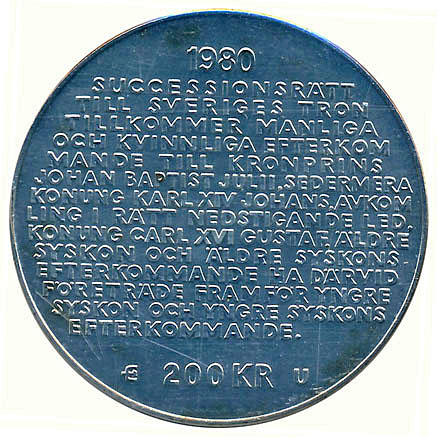 1980
SUCCESSIONSRÄTT
TILL SVERIGES TRON
TILLKOMMER MANLIGA
OCH KVINNLIGA EFTERKOM
MANDE TILL KRONPRINS
JOHAN BAPTIST JULII, SEDERMERA
KONUNG KARL XIV JOHANS, AVKOM
LING I RÄTT NEDSTIGANDE LED,
KONUNG CARL XVI GUSTAF. ÄLDRE
SYSKON OCH ÄLDRE SYSKONS
EFTERKOMMANDE HA DÄRVID
FÖRETRÄDE FRAMFÖR YNGRE
SYSKON OCH YNGRE SYSKONS
EFTERKOMMANDE.
200 KR U